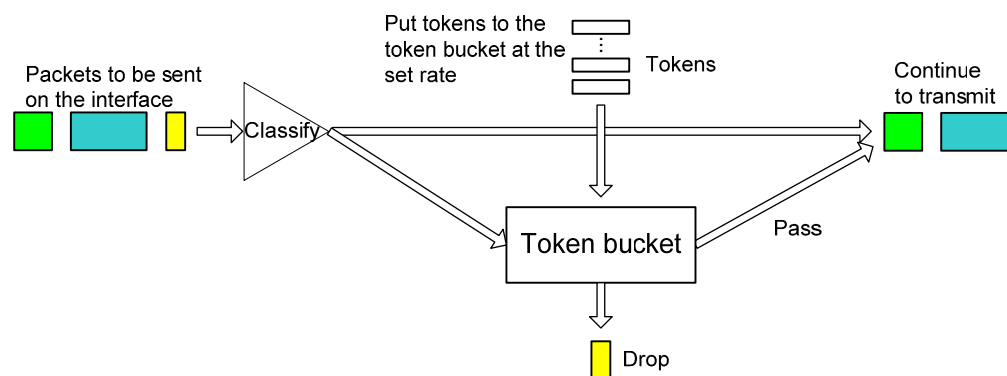 Put tokens to the
token bucket at the
set rate
Tokens
Packets to be sent
on the interface
Continue
to transmit
Classify
Token bucket
Pass
Drop